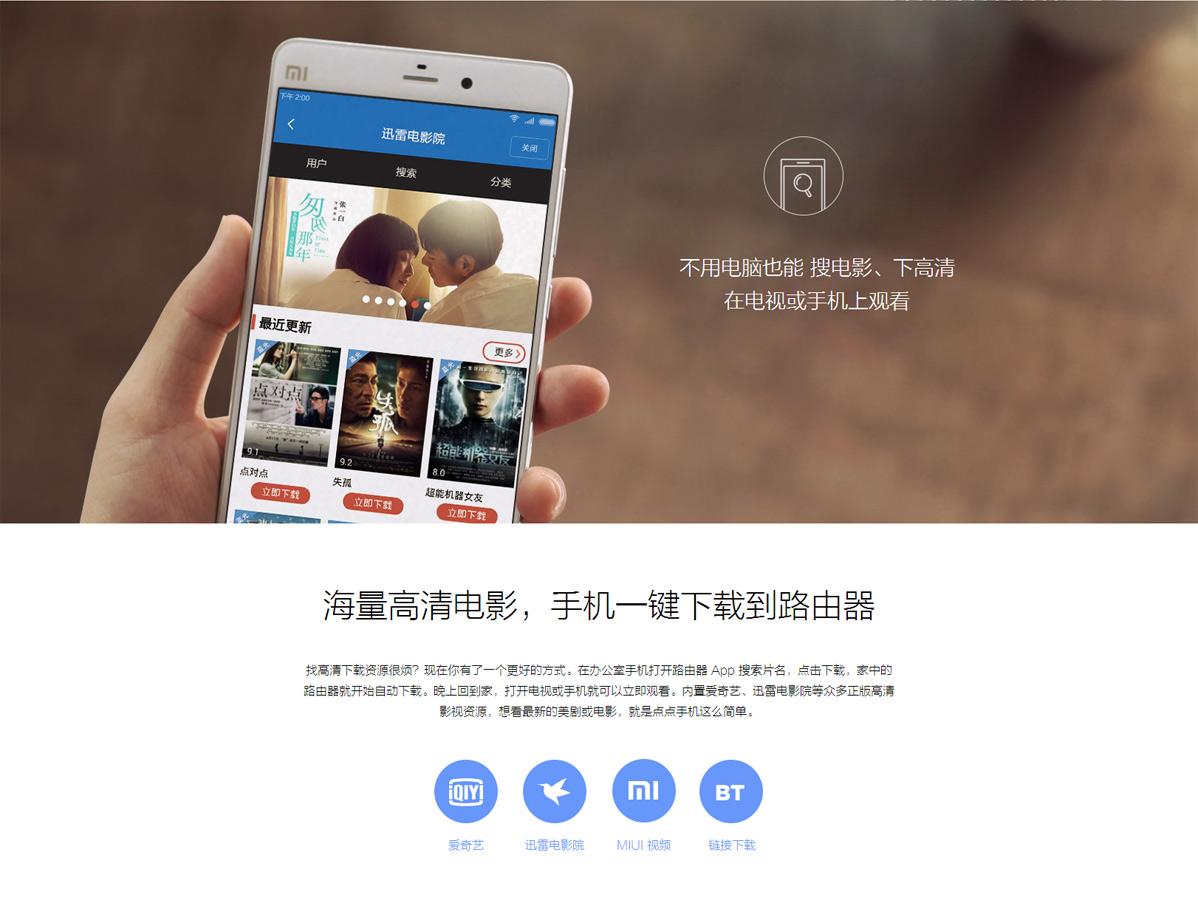 mi
下午 2:00
迅雷电影院
关闭
用户
搜索
分类
匆匆那年
张一白
最近更新
更多
蓝光
蓝光
蓝光
点对点
失孤
超能机器女友
9.1
9.2
8.0
点对点
失孤
超能机器女友
立即下载
立即下载
立即下载
不用电脑也能 搜电影、下高清
在电视或手机上观看
海量高清电影，手机一键下载到路由器
找高清下载资源很烦？现在你有了一个更好的方式。在办公室手机打开路由器 App 搜索片名，点击下载，家中的
路由器就开始自动下载。晚上回到家，打开电视或手机就可以立即观看。内置爱奇艺、迅雷电影院等众多正版高清
影视资源，想看最新的美剧或电影，就是点点手机这么简单。
iQIYI
mi
BT
爱奇艺
迅雷电影院
MIUI 视频
链接下载